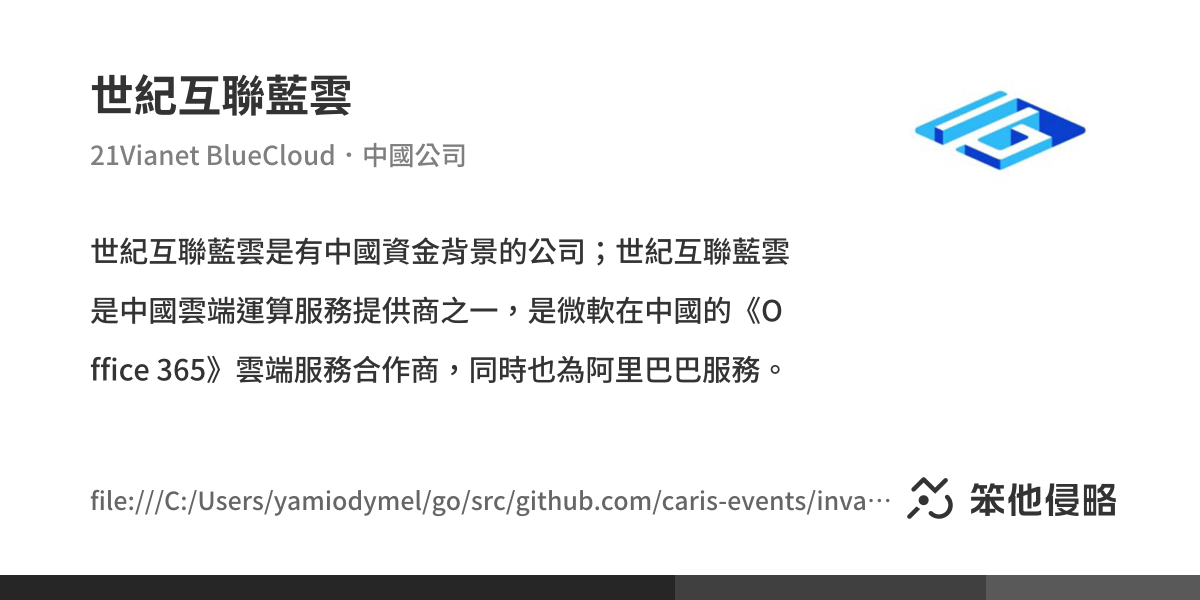 世紀互聯藍雲
21Vianet BlueCloud・中國公司
世紀互聯藍雲是有中國資金背景的公司；世紀互聯藍雲
是中國雲端運算服務提供商之一，是微軟在中國的《O
ffice 365》雲端服務合作商，同時也為阿里巴巴服務。
file:///C:/Users/yamiodymel/go/src/github.com/caris-events/inva…
笨他侵略